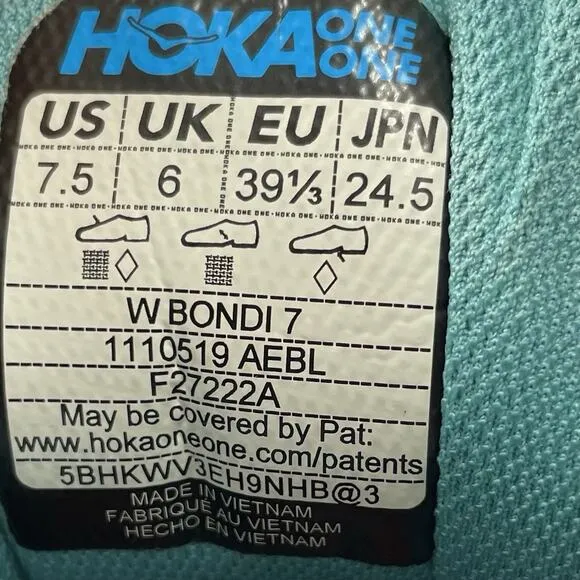 HOKA ONE ONE
US UK EU JPN
7.5 6 39⅓ 24.5
W BONDI 7
1110519 AEBL
F27222A
May be covered by Pat:
www.hokaoneone.com/patents
5BHKWV3EH9NHB@3
MADE IN VIETNAM
FABRIQUÉ AU VIETNAM
HECHO EN VIETNAM